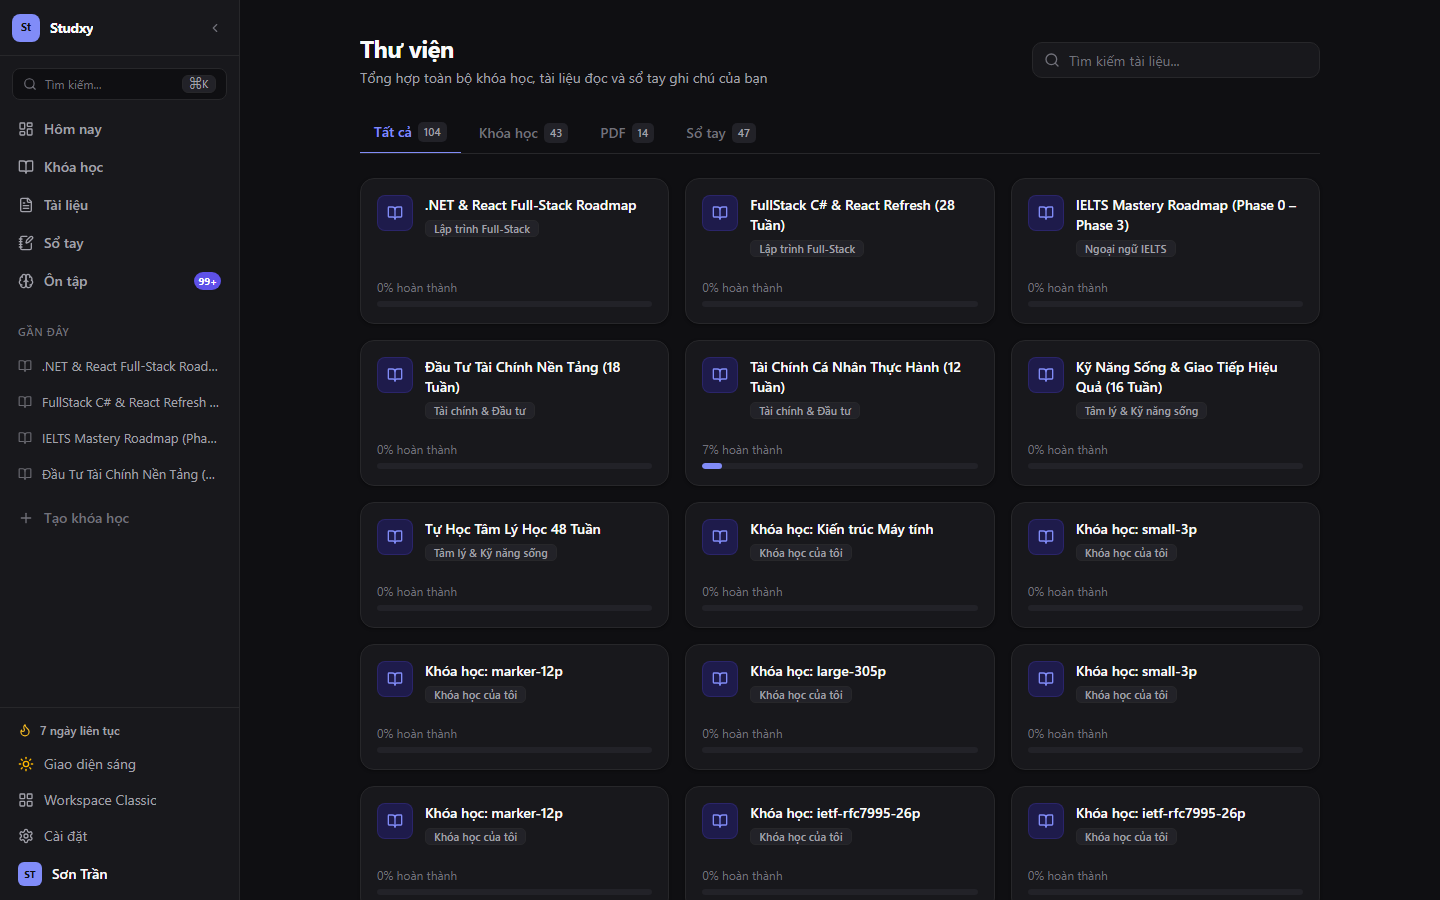 St Studxy
Tìm kiếm... ⌘K
Hôm nay
Khóa học
Tài liệu
Sổ tay
Ôn tập 99+
GẦN ĐÂY
.NET & React Full-Stack Road...
FullStack C# & React Refresh ...
IELTS Mastery Roadmap (Pha...
Đầu Tư Tài Chính Nền Tảng (...
Tạo khóa học
7 ngày liên tục
Giao diện sáng
Workspace Classic
Cài đặt
ST Sơn Trần
Thư viện
Tổng hợp toàn bộ khóa học, tài liệu đọc và sổ tay ghi chú của bạn
Tìm kiếm tài liệu...
Tất cả 104 Khóa học 43 PDF 14 Sổ tay 47
.NET & React Full-Stack Roadmap
Lập trình Full-Stack
0% hoàn thành
FullStack C# & React Refresh (28
Tuần)
Lập trình Full-Stack
0% hoàn thành
IELTS Mastery Roadmap (Phase 0 –
Phase 3)
Ngoại ngữ IELTS
0% hoàn thành
Đầu Tư Tài Chính Nền Tảng (18
Tuần)
Tài chính & Đầu tư
0% hoàn thành
Tài Chính Cá Nhân Thực Hành (12
Tuần)
Tài chính & Đầu tư
7% hoàn thành
Kỹ Năng Sống & Giao Tiếp Hiệu
Quả (16 Tuần)
Tâm lý & Kỹ năng sống
0% hoàn thành
Tự Học Tâm Lý Học 48 Tuần
Tâm lý & Kỹ năng sống
0% hoàn thành
Khóa học: Kiến trúc Máy tính
Khóa học của tôi
0% hoàn thành
Khóa học: small-3p
Khóa học của tôi
0% hoàn thành
Khóa học: marker-12p
Khóa học của tôi
0% hoàn thành
Khóa học: large-305p
Khóa học của tôi
0% hoàn thành
Khóa học: small-3p
Khóa học của tôi
0% hoàn thành
Khóa học: marker-12p
Khóa học của tôi
0% hoàn thành
Khóa học: ietf-rfc7995-26p
Khóa học của tôi
0% hoàn thành
Khóa học: ietf-rfc7995-26p
Khóa học của tôi
0% hoàn thành